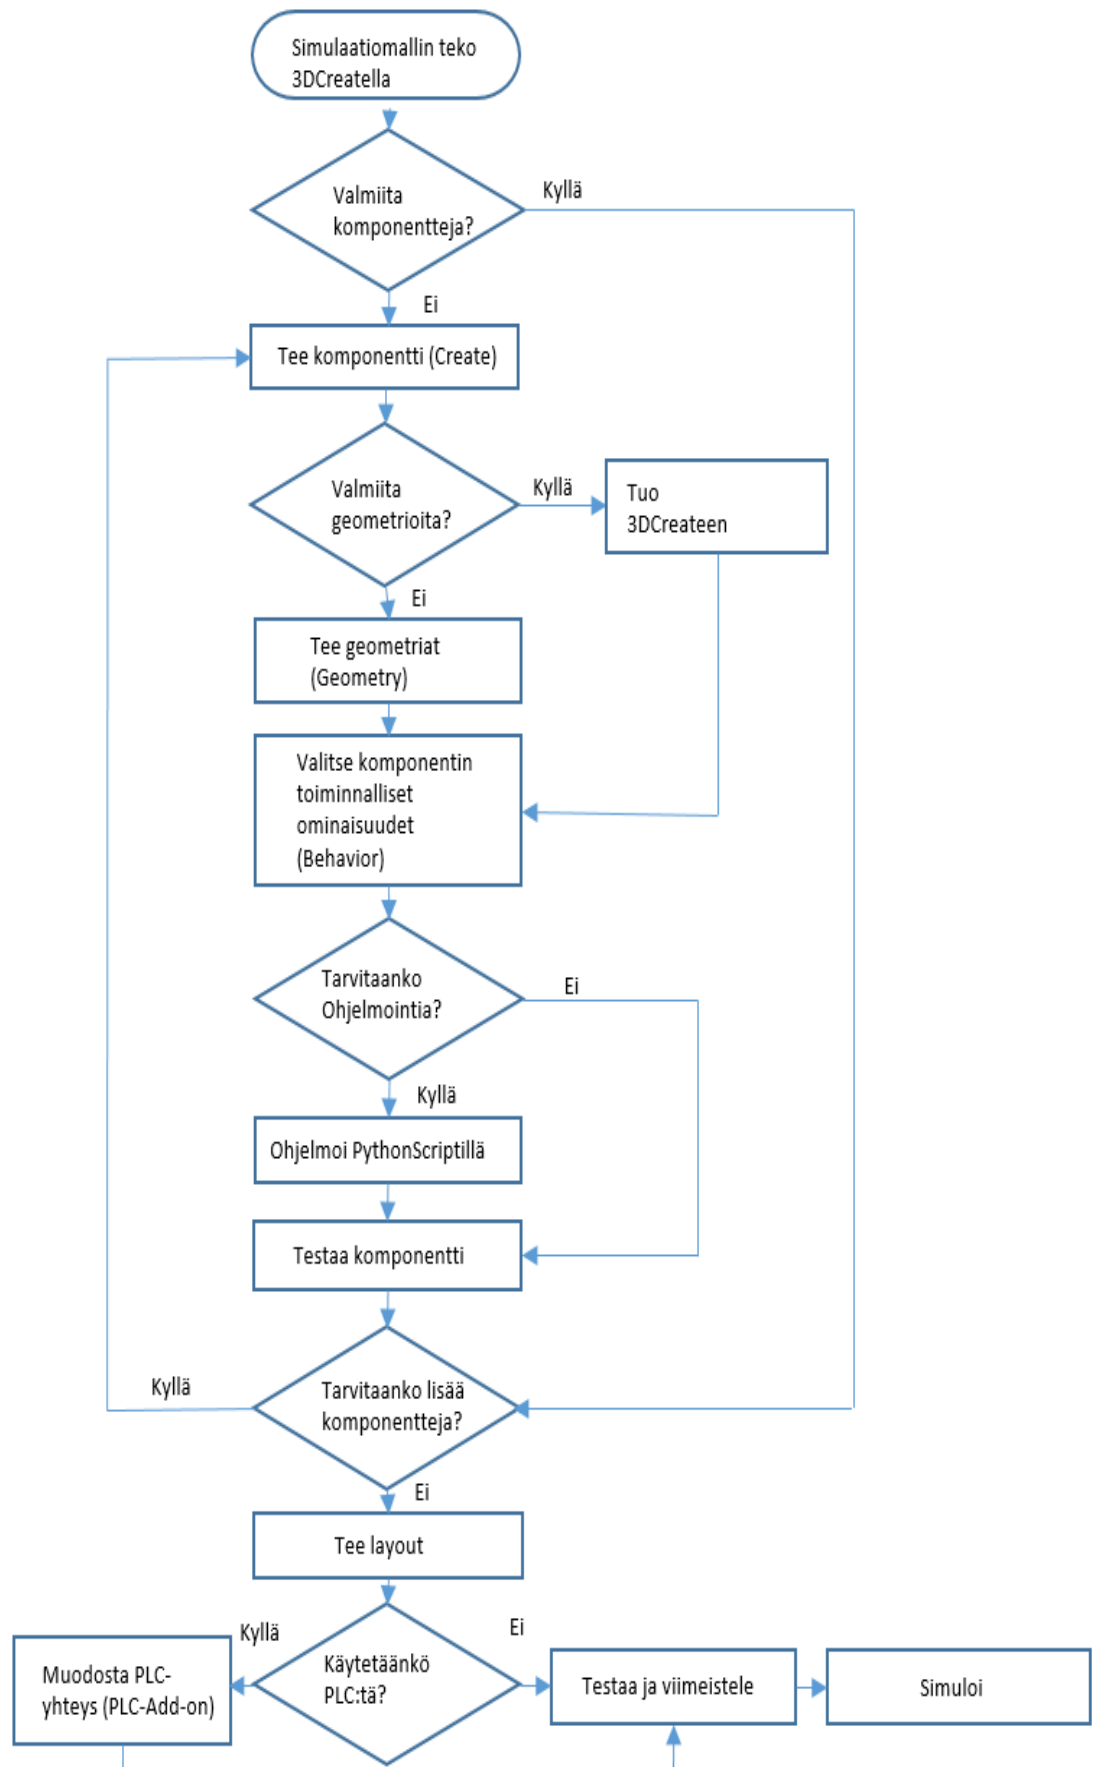 Simulaatiomallin teko
3DCreatella
Valmiita
komponentteja?
Kyllä
Ei
Tee komponentti (Create)
Valmiita
geometrioita?
Kyllä
Tuo
3DCreateen
Ei
Tee geometriat
(Geometry)
Valitse komponentin
toiminnalliset
ominaisuudet
(Behavior)
Tarvitaanko
Ohjelmointia?
Ei
Kyllä
Ohjelmoi PythonScriptillä
Testaa komponentti
Tarvitaanko lisää
komponentteja?
Kyllä
Ei
Tee layout
Käytetäänkö
PLC:tä?
Kyllä
Ei
Muodosta PLC-
yhteys (PLC-Add-on)
Testaa ja viimeistele
Simuloi